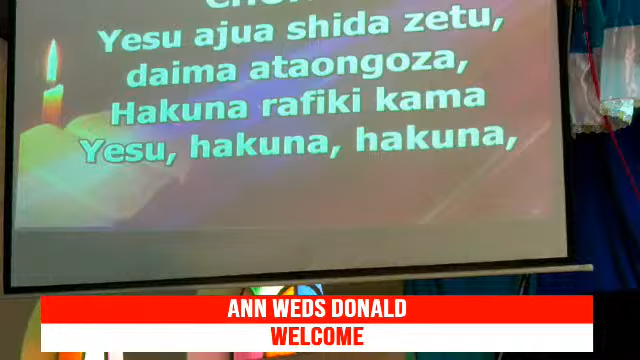 Yesu ajua shida zetu,
daima ataongoza,
Hakuna rafiki kama
Yesu, hakuna, hakuna,
ANN WEDS DONALD
WELCOME